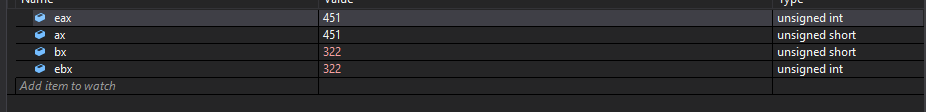 Name Value Type
eax 451 unsigned int
ax 451 unsigned short
bx 322 unsigned short
ebx 322 unsigned int
Add item to watch